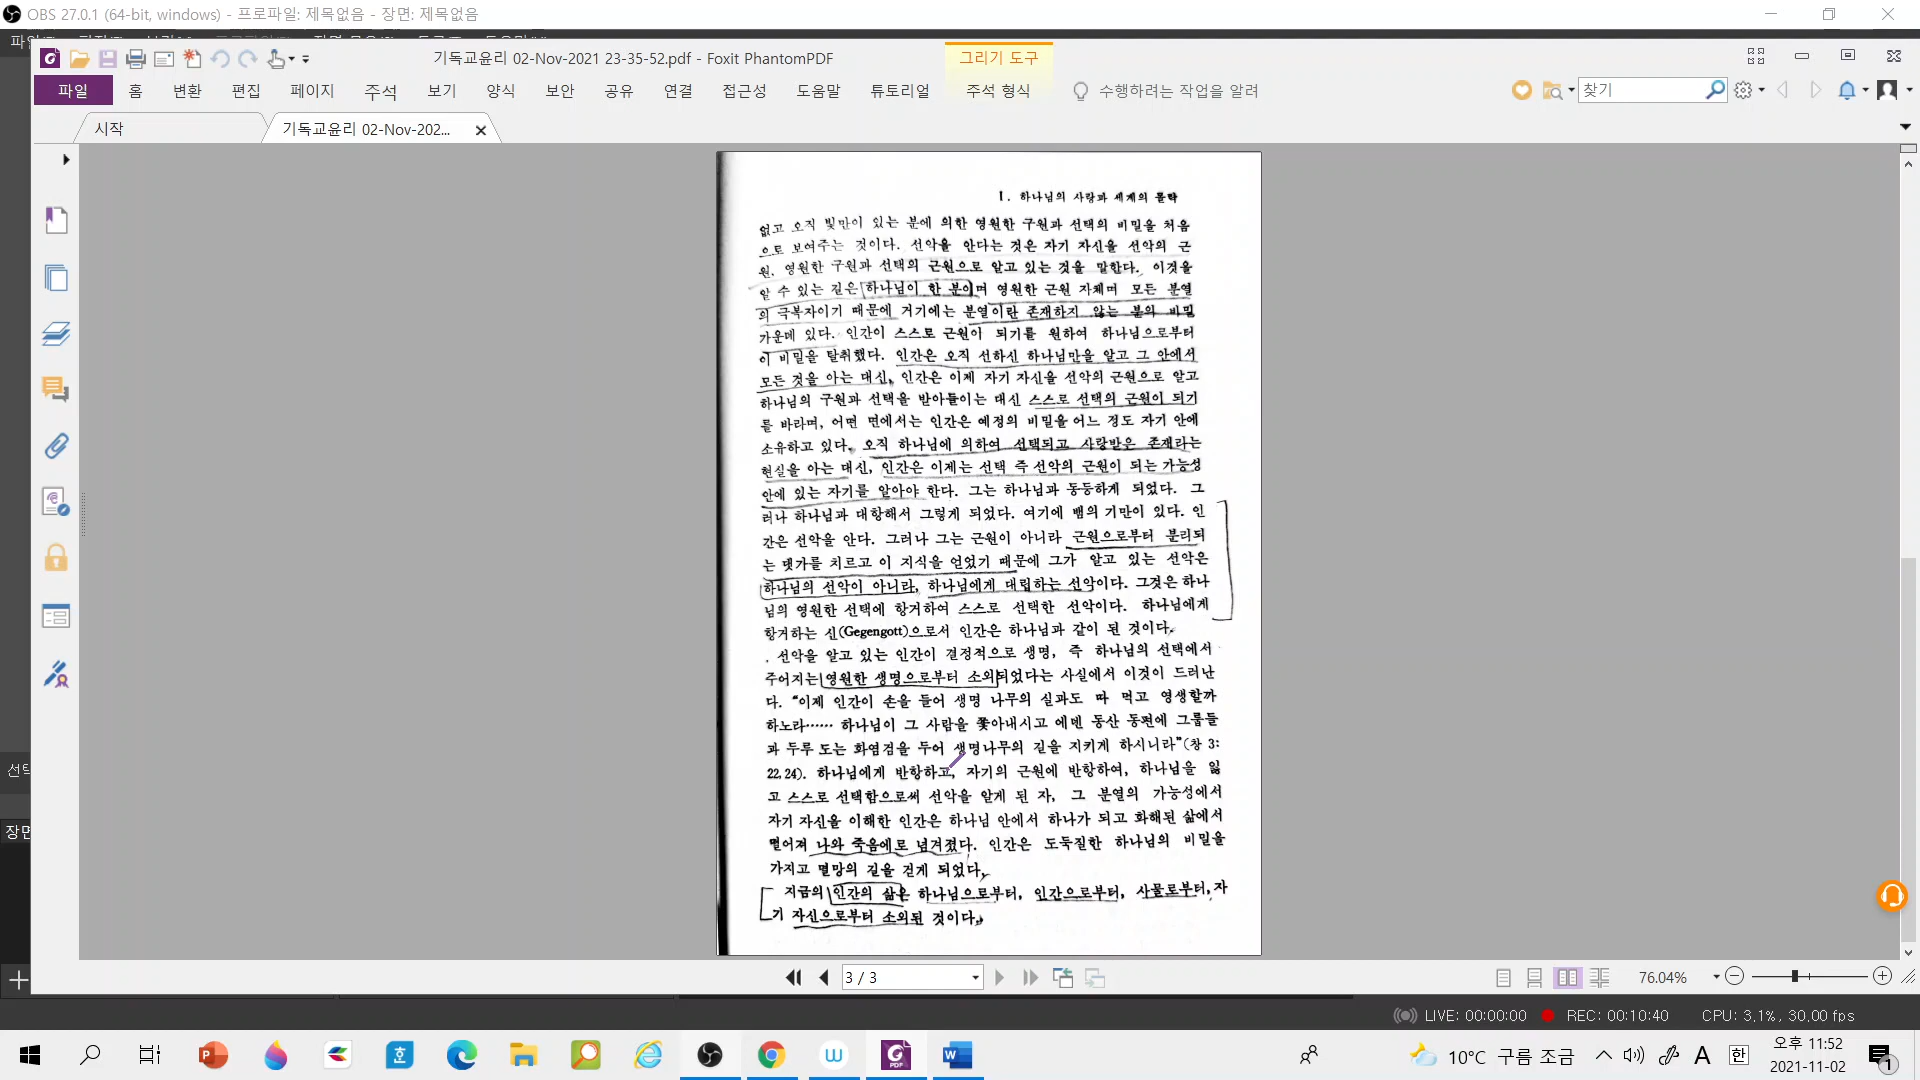 OBS 27.0.1 (64-bit, windows) - 프로파일: 제목없음 - 장면: 제목없음
기독교윤리 02-Nov-2021 23-35-52.pdf - Foxit PhantomPDF
그리기 도구
파일 홈 변환 편집 페이지 주석 보기 양식 보안 공유 연결 접근성 도움말 튜토리얼 주석 형식 수행하려는 작업을 알려 찾기
시작 기독교윤리 02-Nov-202...
I. 하나님의 사랑과 세계의 몰락
없고 오직 빛만이 있는 분에 의한 영원한 구원과 선택의 비밀을 처음
으로 보여주는 것이다. 선악을 안다는 것은 자기 자신을 선악의 근
원, 영원한 구원과 선택의 근원으로 알고 있는 것을 말한다. 이것을
알 수 있는 길은 하나님이 한 분이며 영원한 근원 자체며 모든 분열
의 극복자이기 때문에 거기에는 분열이란 존재하지 않는 분의 비밀
가운데 있다. 인간이 스스로 근원이 되기를 원하여 하나님으로부터
이 비밀을 탈취했다. 인간은 오직 선하신 하나님만을 알고 그 안에서
모든 것을 아는 대신, 인간은 이제 자기 자신을 선악의 근원으로 알고
하나님의 구원과 선택을 받아들이는 대신 스스로 선택의 근원이 되기
를 바라며, 어떤 면에서는 인간은 예정의 비밀을 어느 정도 자기 안에
소유하고 있다. 오직 하나님에 의하여 선택되고 사랑받은 존재라는
현실을 아는 대신, 인간은 이제는 선택 즉 선악의 근원이 되는 가능성
안에 있는 자기를 알아야 한다. 그는 하나님과 동등하게 되었다. 그
러나 하나님과 대항해서 그렇게 되었다. 여기에 뱀의 기만이 있다. 인
간은 선악을 안다. 그러나 그는 근원이 아니라 근원으로부터 분리되
는 댓가를 치르고 이 지식을 얻었기 때문에 그가 알고 있는 선악은
하나님의 선악이 아니라, 하나님에게 대립하는 선악이다. 그것은 하나
님의 영원한 선택에 항거하여 스스로 선택한 선악이다. 하나님에게
항거하는 신(Gegengott)으로서 인간은 하나님과 같이 된 것이다.
선악을 알고 있는 인간이 결정적으로 생명, 즉 하나님의 선택에서
주어지는 영원한 생명으로부터 소외되었다는 사실에서 이것이 드러난
다. “이제 인간이 손을 들어 생명 나무의 실과도 따 먹고 영생할까
하노라…… 하나님이 그 사람을 쫓아내시고 에덴 동산 동편에 그룹들
과 두루 도는 화염검을 두어 생명나무의 길을 지키게 하시니라”(창 3:
22, 24). 하나님에게 반항하고, 자기의 근원에 반항하여, 하나님을 잃
고 스스로 선택함으로써 선악을 알게 된 자, 그 분열의 가능성에서
자기 자신을 이해한 인간은 하나님 안에서 하나가 되고 화해된 삶에서
떨어져 나와 죽음에로 넘겨졌다. 인간은 도둑질한 하나님의 비밀을
가지고 멸망의 길을 걷게 되었다.
지금의 인간의 삶은 하나님으로부터, 인간으로부터, 사물로부터, 자
기 자신으로부터 소외된 것이다.
3 / 3
76.04%
LIVE: 00:00:00 REC: 00:10:40 CPU: 3.1%, 30.00 fps
10°C 구름 조금
A 한
오후 11:52
2021-11-02
1